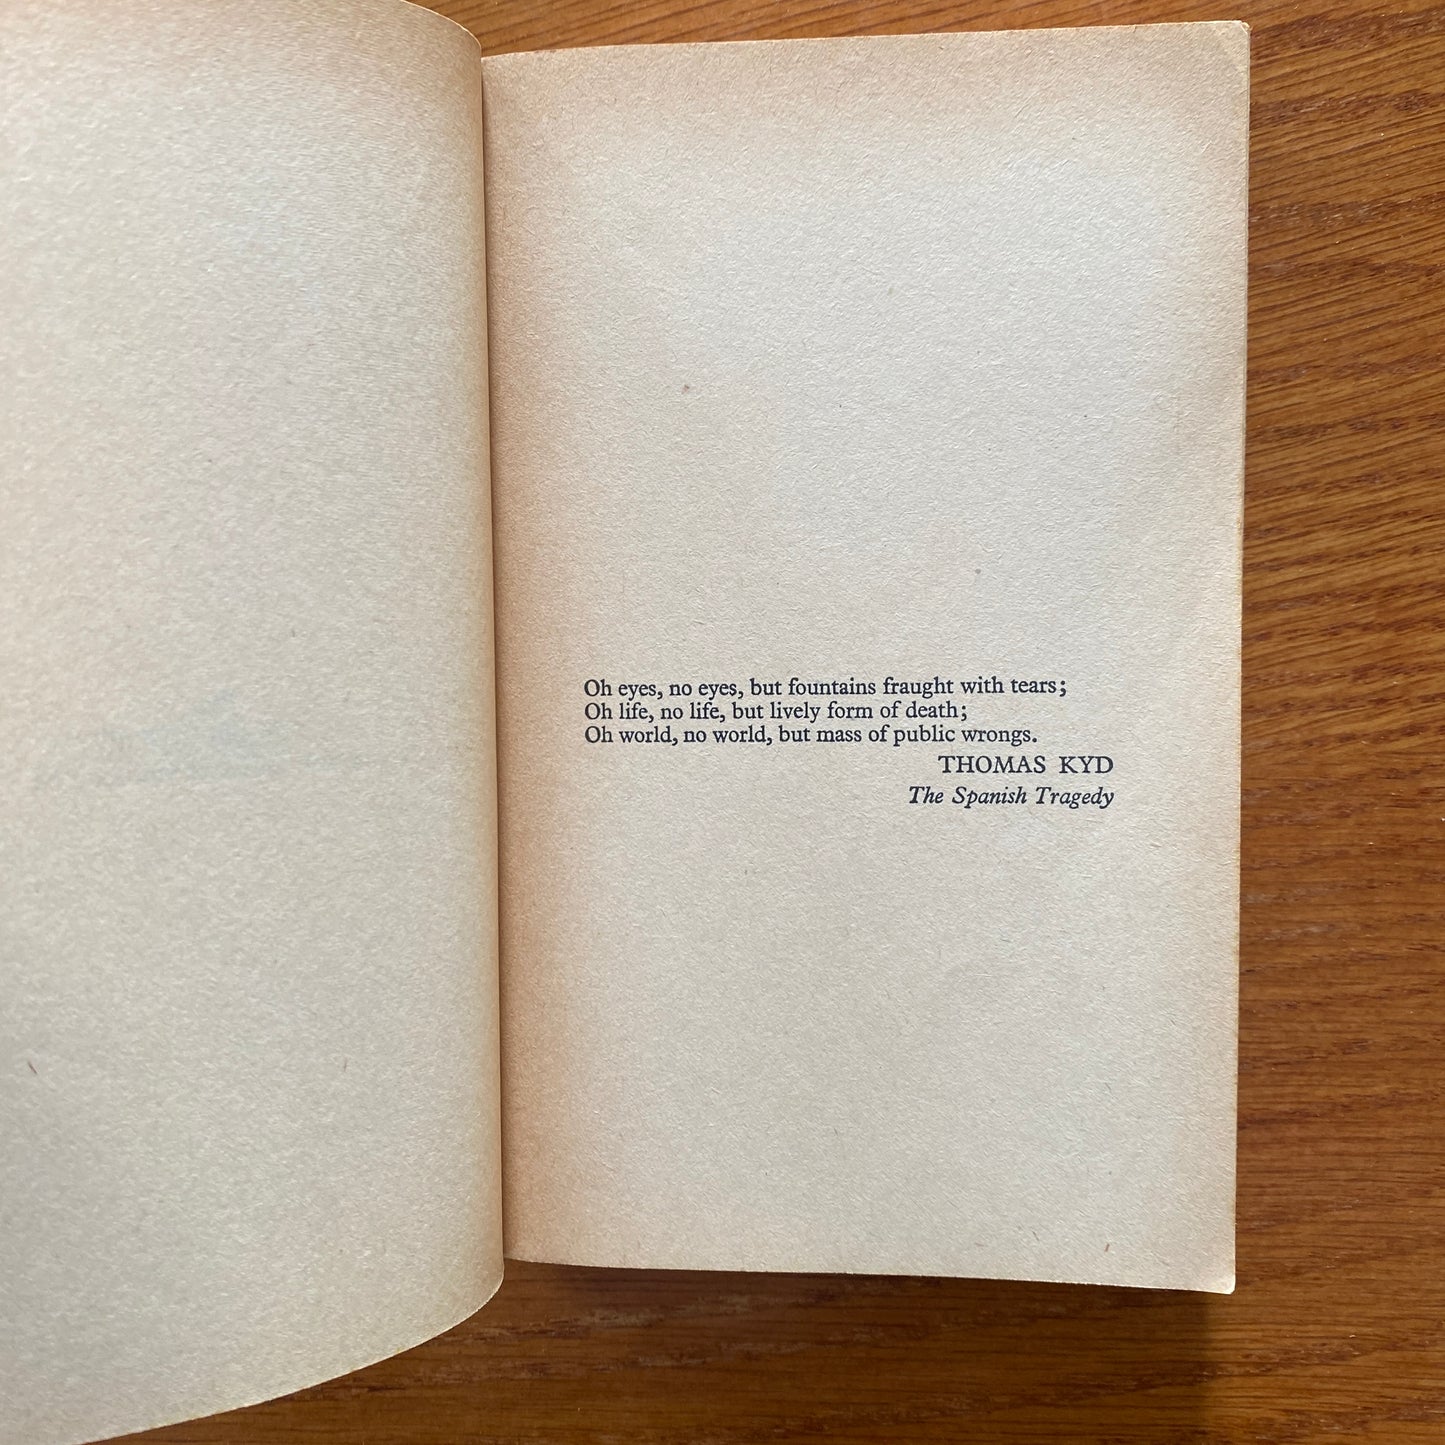 Oh eyes, no eyes, but fountains fraught with tears;
Oh life, no life, but lively form of death;
Oh world, no world, but mass of public wrongs.
THOMAS KYD
The Spanish Tragedy